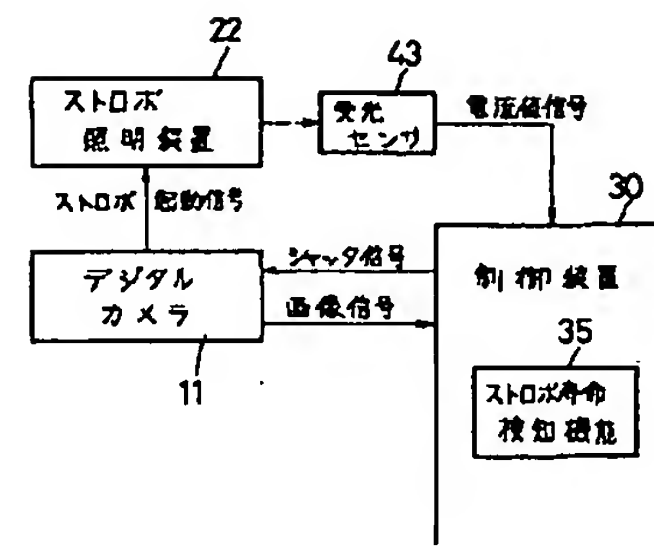 22
ストロボ
照明装置
43
受光
センサ
電流値信号
30
ストロボ 起動信号
デジタル
カメラ
11
シャッタ信号
画像信号
制御装置
35
ストロボ寿命
検知機能